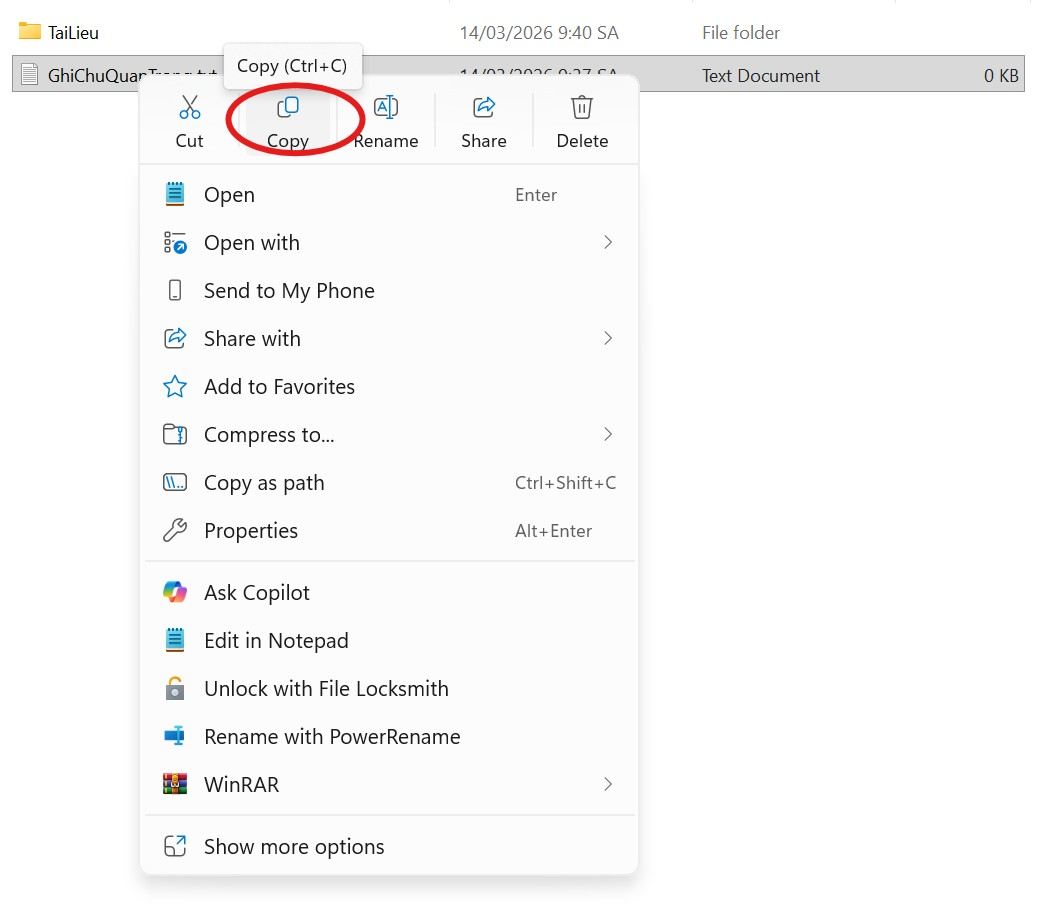 TaiLieu 14/03/2026 9:40 SA File folder
Copy (Ctrl+C)
Text Document 0 KB
Cut Copy Rename Share Delete
Open Enter
Open with
Send to My Phone
Share with
Add to Favorites
Compress to...
Copy as path Ctrl+Shift+C
Properties Alt+Enter
Ask Copilot
Edit in Notepad
Unlock with File Locksmith
Rename with PowerRename
WinRAR
Show more options